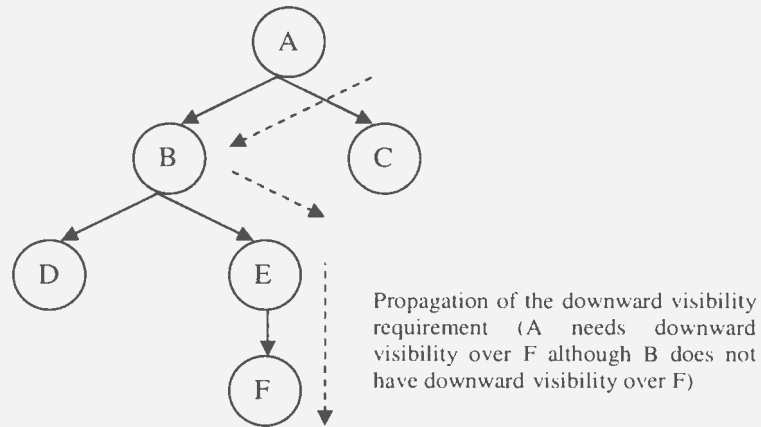 A
B
C
D
E
F
Propagation of the downward visibility
requirement (A needs downward
visibility over F although B does not
have downward visibility over F)